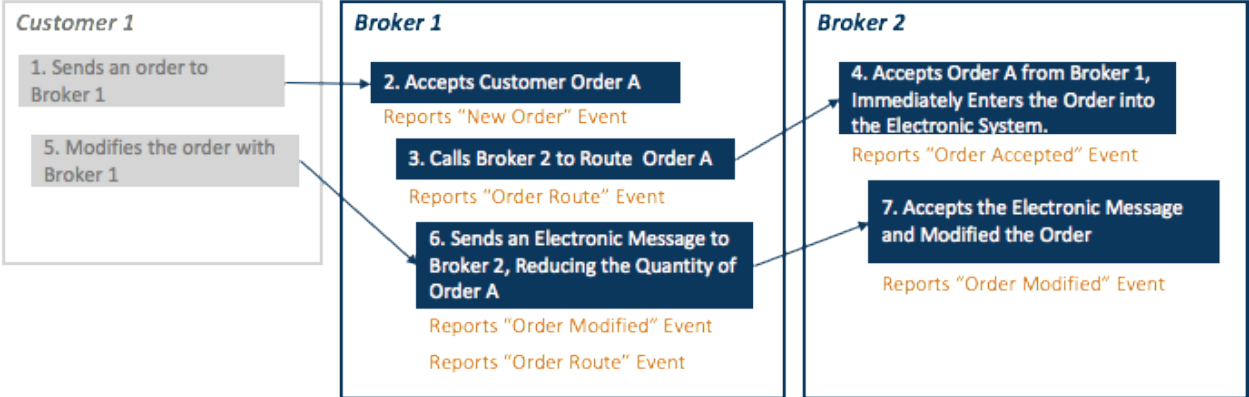 Customer 1
1. Sends an order to
Broker 1
5. Modifies the order with
Broker 1
Broker 1
2. Accepts Customer Order A
Reports “New Order” Event
3. Calls Broker 2 to Route Order A
Reports “Order Route” Event
6. Sends an Electronic Message to
Broker 2, Reducing the Quantity of
Order A
Reports “Order Modified” Event
Reports “Order Route” Event
Broker 2
4. Accepts Order A from Broker 1,
Immediately Enters the Order into
the Electronic System.
Reports “Order Accepted” Event
7. Accepts the Electronic Message
and Modified the Order
Reports “Order Modified” Event